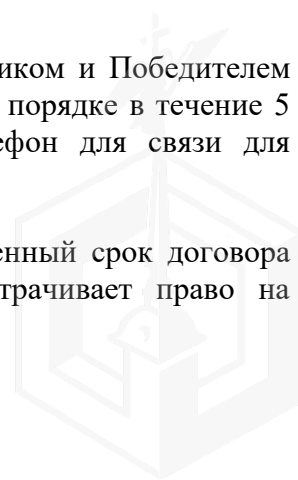 иком и Победителем
порядке в течение 5
ефон для связи для
енный срок договора
трачивает право на